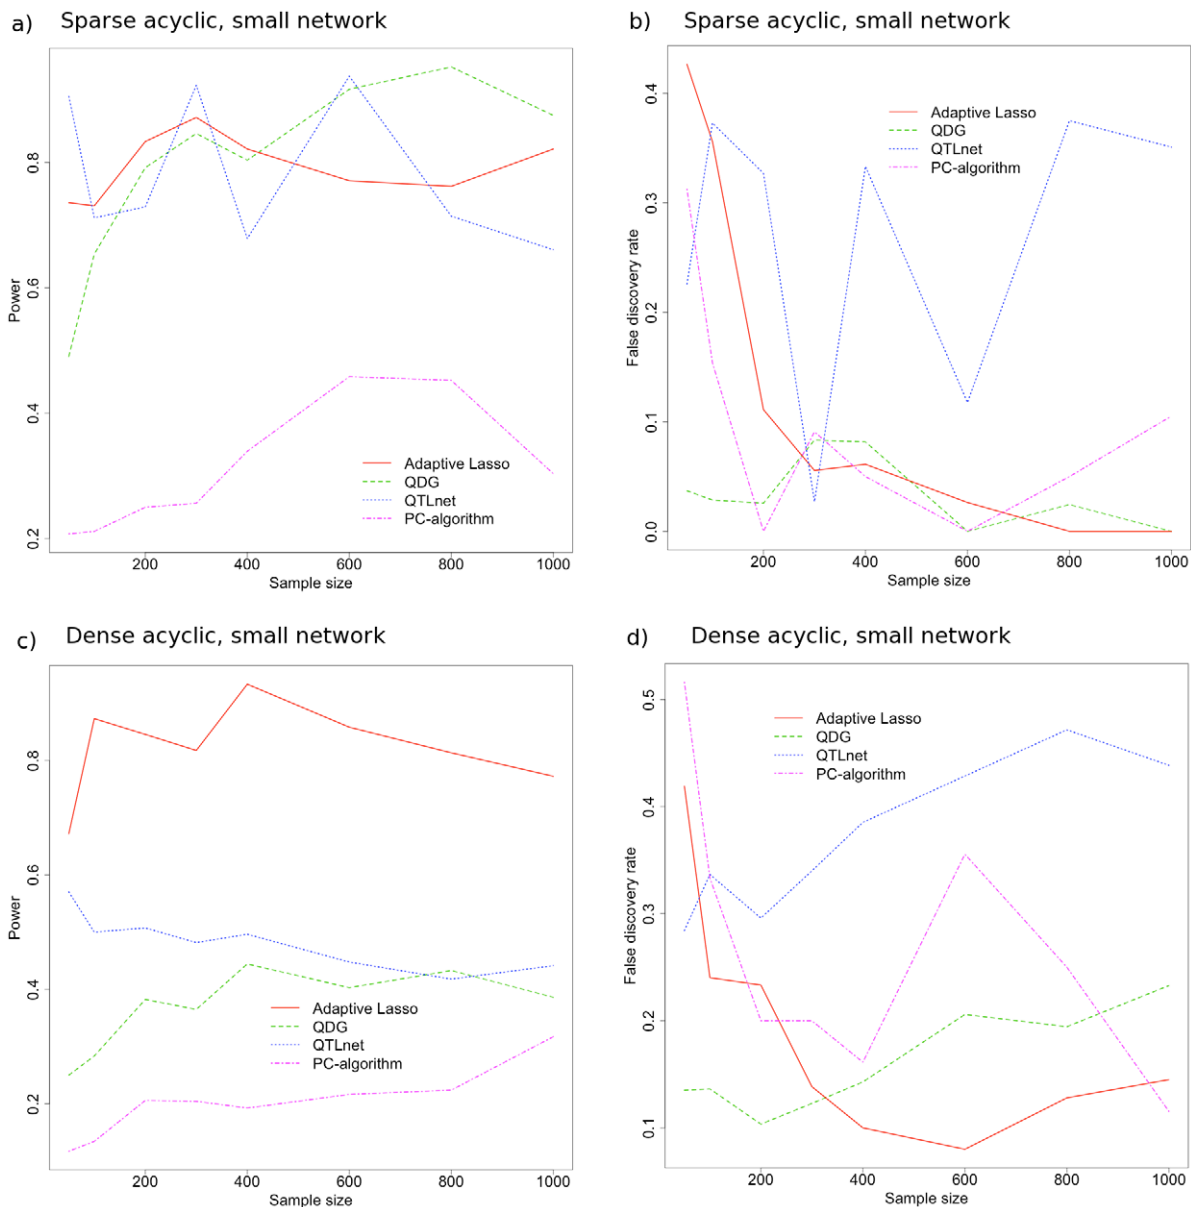 a) Sparse acyclic, small network
0.8
0.6
0.4
0.2
Power
Adaptive Lasso
QDG
QTLnet
PC-algorithm
200 400 600 800 1000
Sample size
b) Sparse acyclic, small network
0.4
0.3
0.2
0.1
0.0
False discovery rate
Adaptive Lasso
QDG
QTLnet
PC-algorithm
200 400 600 800 1000
Sample size
c) Dense acyclic, small network
0.8
0.6
0.4
0.2
Power
Adaptive Lasso
QDG
QTLnet
PC-algorithm
200 400 600 800 1000
Sample size
d) Dense acyclic, small network
0.5
0.4
0.3
0.2
0.1
False discovery rate
Adaptive Lasso
QDG
QTLnet
PC-algorithm
200 400 600 800 1000
Sample size